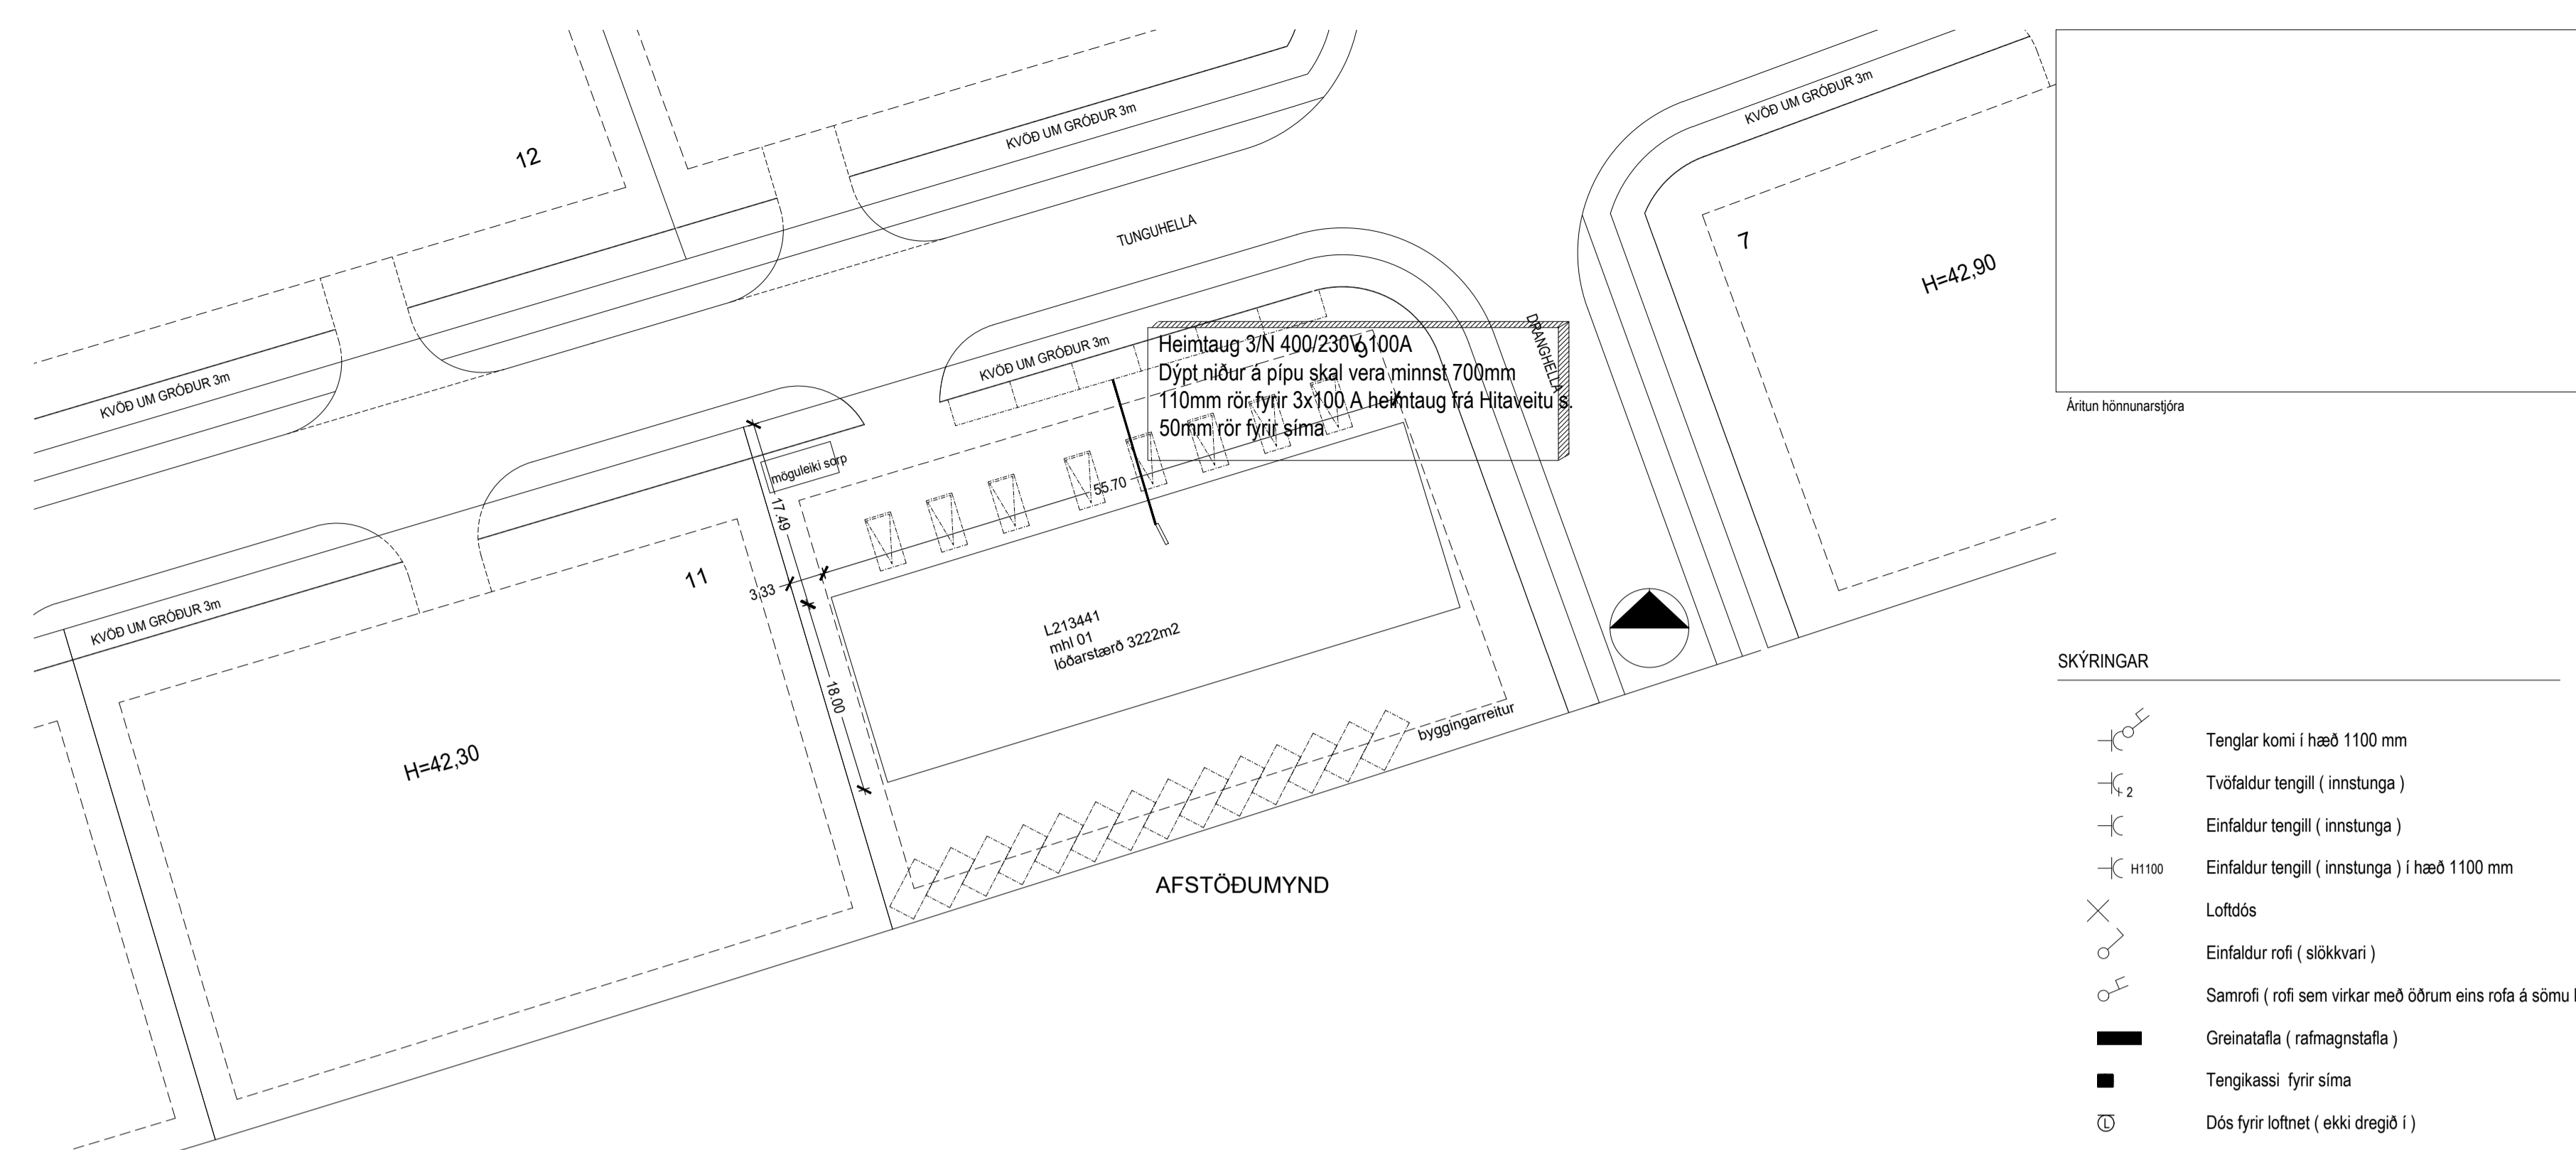 12
KVÖÐ UM GRÓÐUR 3m
KVÖÐ UM GRÓÐUR 3m
7
H=42,90
TUNGUHELLA
DRANGHELLA
KVÖÐ UM GRÓÐUR 3m
KVÖÐ UM GRÓÐUR 3m
9
Heimtaug 3/N 400/230V,100A
Dýpt niður á pípu skal vera minnst 700mm
110mm rör fyrir 3x100 A heimtaug frá Hitaveitu s.
50mm rör fyrir síma
Áritun hönnunarstjóra
möguleiki sorp
17.49
55.70
11
3.33
KVÖÐ UM GRÓÐUR 3m
L213441
mhl 01
lóðarstærð 3222m2
18.00
H=42,30
byggingarreitur
AFSTÖÐUMYND
SKÝRINGAR
Tenglar komi í hæð 1100 mm
2 Tvöfaldur tengill ( innstunga )
Einfaldur tengill ( innstunga )
H1100 Einfaldur tengill ( innstunga ) í hæð 1100 mm
Loftdós
Einfaldur rofi ( slökkvari )
Samrofi ( rofi sem virkar með öðrum eins rofa á sömu
Greinatafla ( rafmagnstafla )
Tengikassi fyrir síma
L Dós fyrir loftnet ( ekki dregið í )